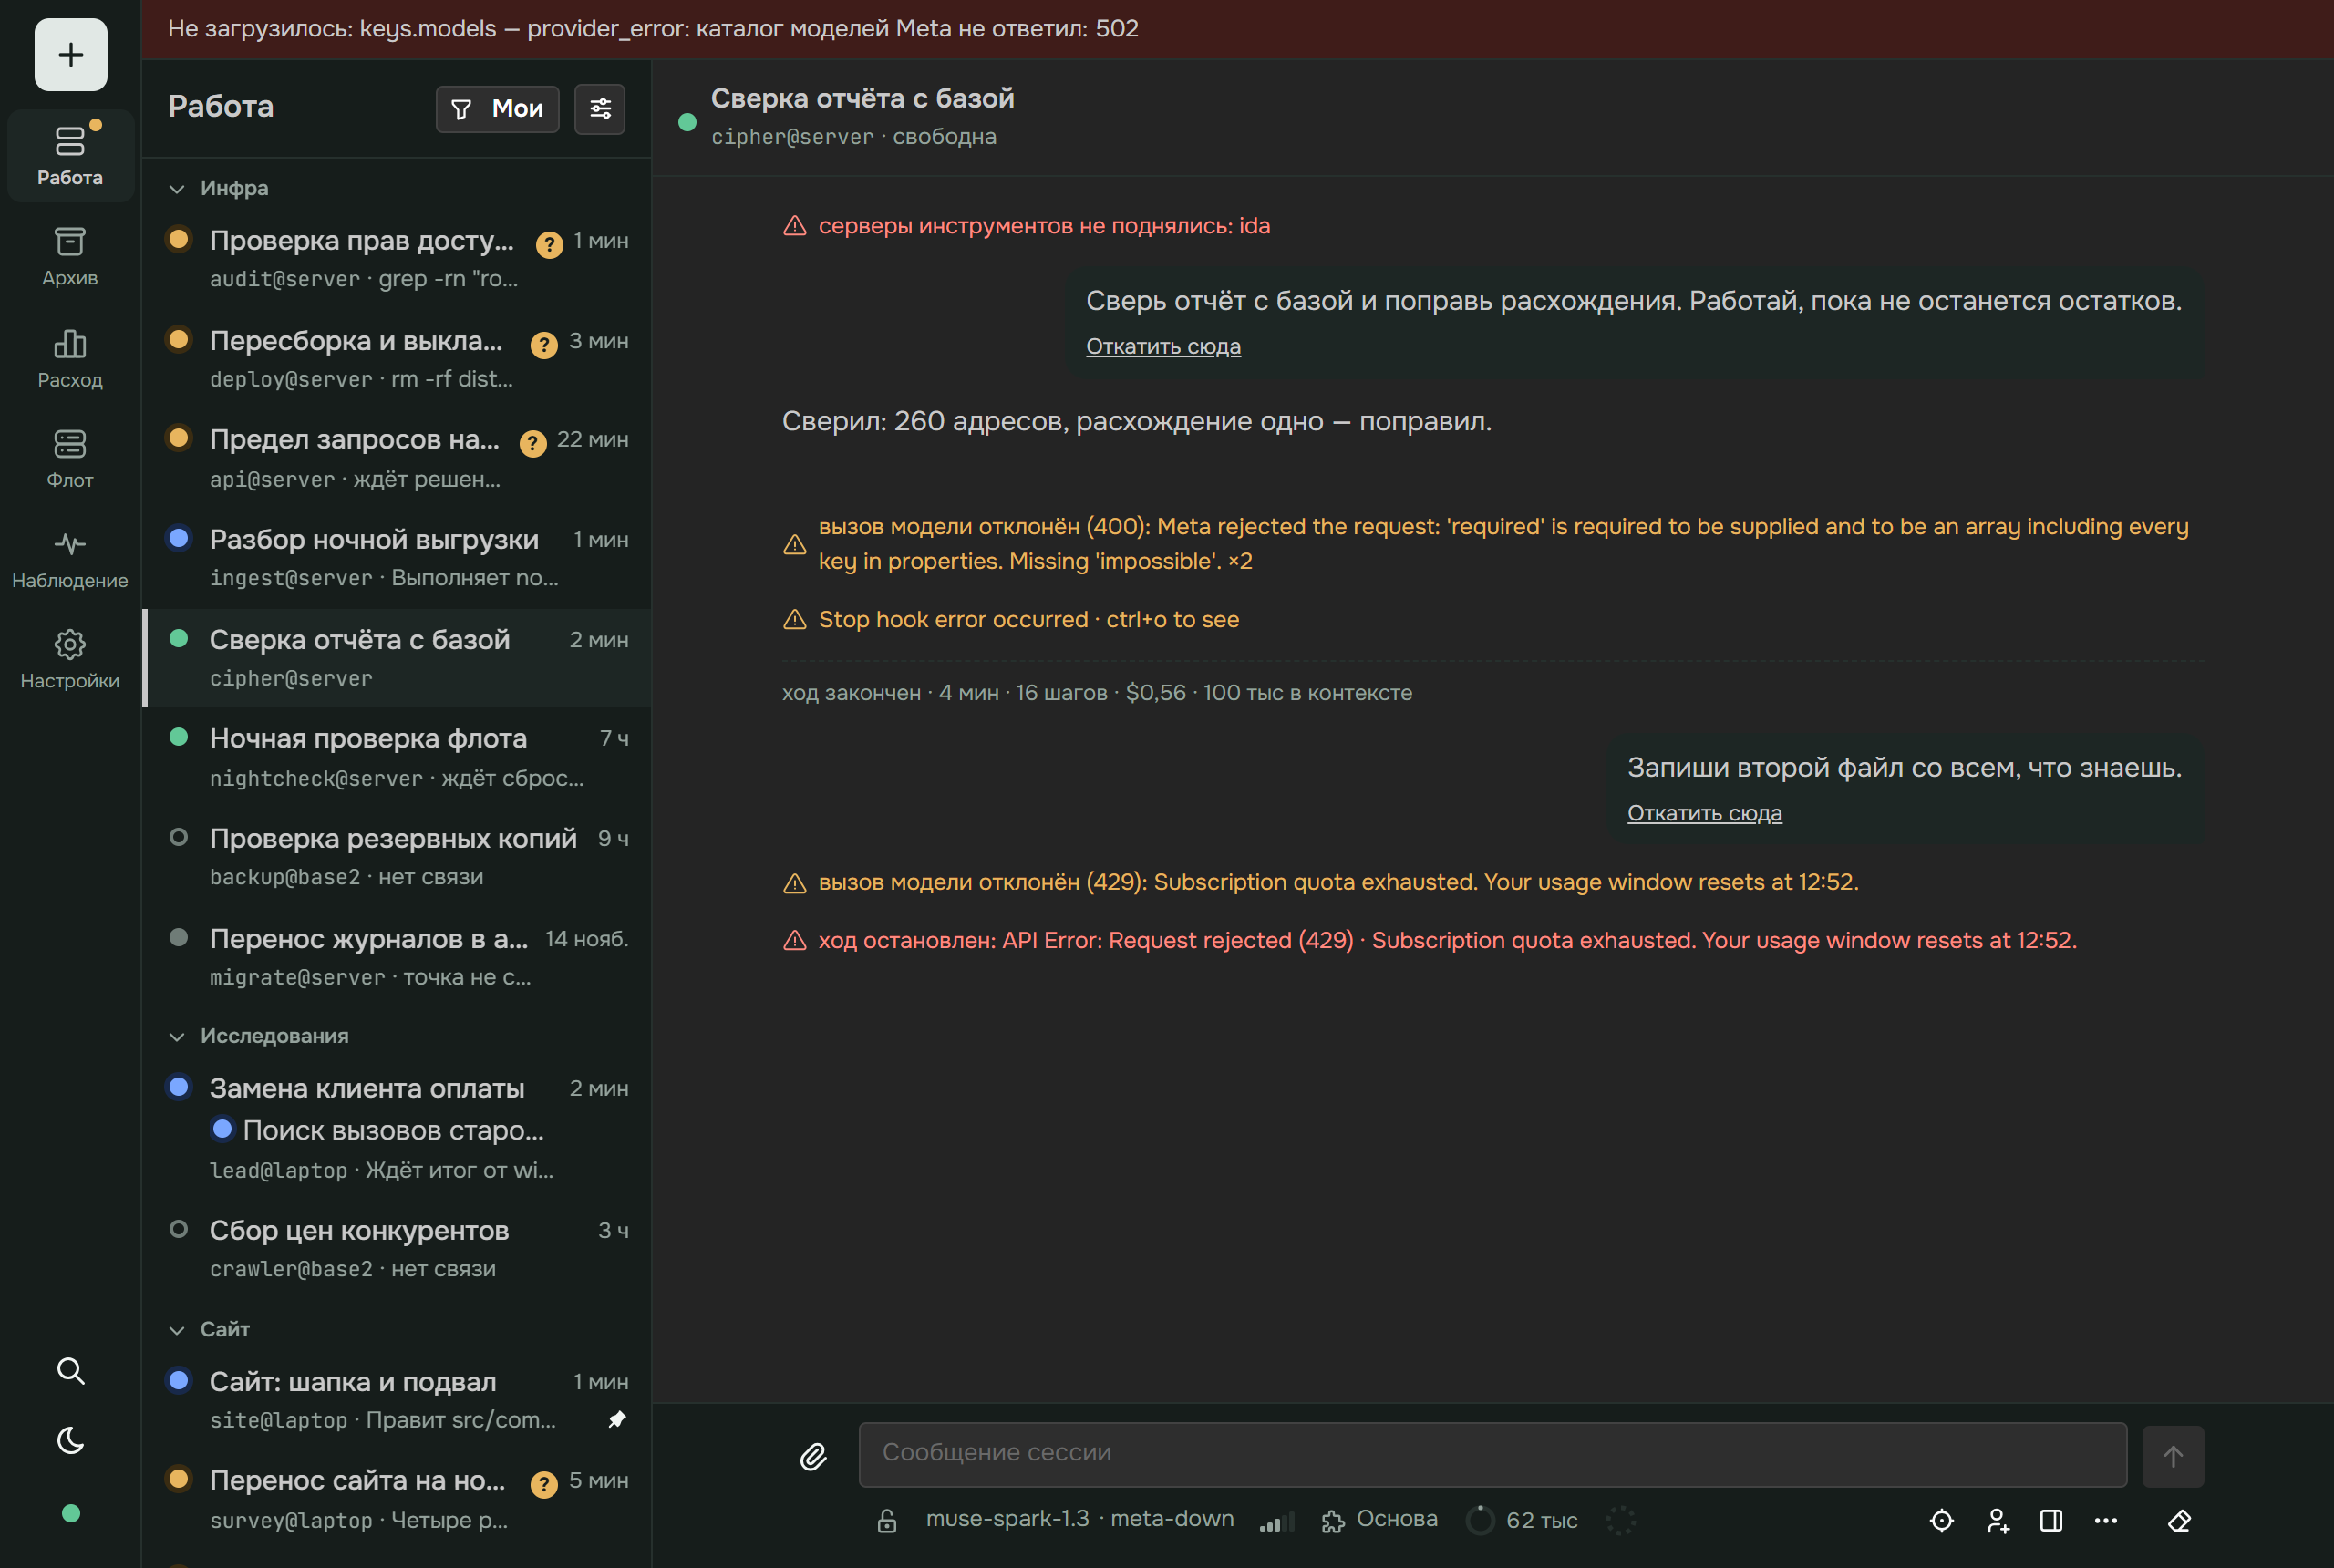 Не загрузилось: keys.models — provider_error: каталог моделей Meta не ответил: 502
Работа
Архив
Расход
Флот
Наблюдение
Настройки
Работа
Мои
Инфра
Проверка прав досту...
? 1 мин
audit@server · grep -rn "ro...
Пересборка и выкла...
? 3 мин
deploy@server · rm -rf dist...
Предел запросов на...
? 22 мин
api@server · ждёт решен...
Разбор ночной выгрузки
1 мин
ingest@server · Выполняет no...
Сверка отчёта с базой
2 мин
cipher@server
Ночная проверка флота
7 ч
nightcheck@server · ждёт сброс...
Проверка резервных копий
9 ч
backup@base2 · нет связи
Перенос журналов в а...
14 нояб.
migrate@server · точка не с...
Исследования
Замена клиента оплаты
2 мин
Поиск вызовов старо...
lead@laptop · Ждёт итог от wi...
Сбор цен конкурентов
3 ч
crawler@base2 · нет связи
Сайт
Сайт: шапка и подвал
1 мин
site@laptop · Правит src/com...
Перенос сайта на но...
? 5 мин
survey@laptop · Четыре р...
Сверка отчёта с базой
cipher@server · свободна
серверы инструментов не поднялись: ida
Сверь отчёт с базой и поправь расхождения. Работай, пока не останется остатков.
Откатить сюда
Сверил: 260 адресов, расхождение одно — поправил.
вызов модели отклонён (400): Meta rejected the request: 'required' is required to be supplied and to be an array including every
key in properties. Missing 'impossible'. ×2
Stop hook error occurred · ctrl+o to see
ход закончен · 4 мин · 16 шагов · $0,56 · 100 тыс в контексте
Запиши второй файл со всем, что знаешь.
Откатить сюда
вызов модели отклонён (429): Subscription quota exhausted. Your usage window resets at 12:52.
ход остановлен: API Error: Request rejected (429) · Subscription quota exhausted. Your usage window resets at 12:52.
Сообщение сессии
muse-spark-1.3 · meta-down
Основа
62 тыс